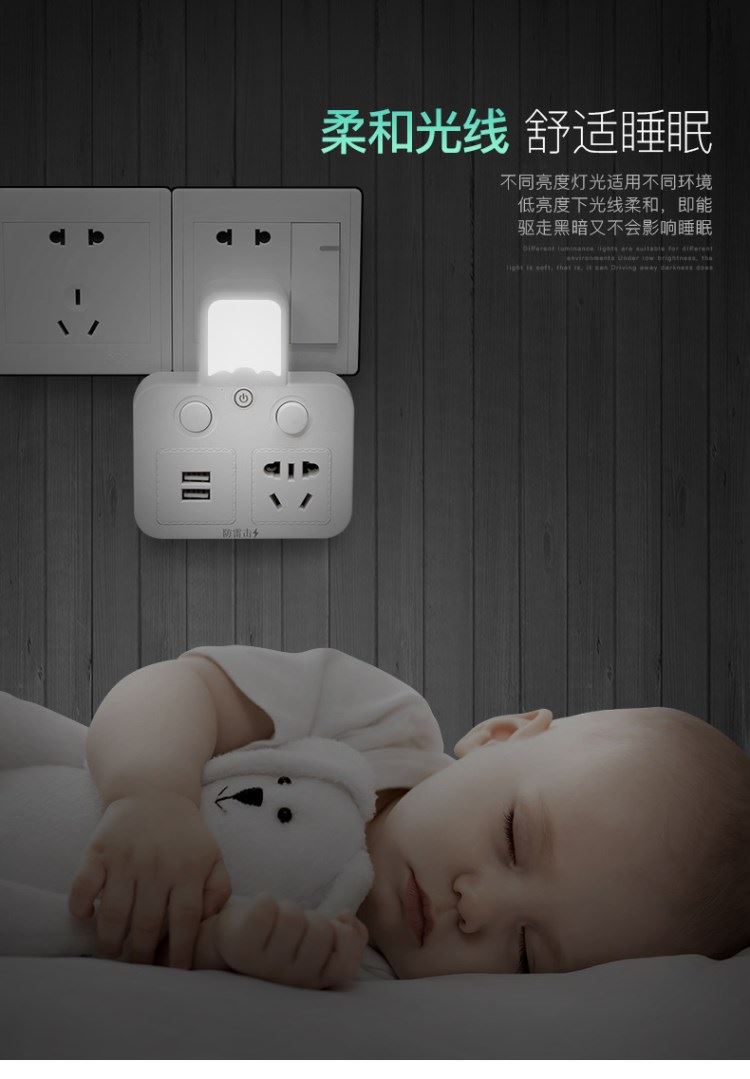 柔和光线 舒适睡眠
不同亮度灯光适用不同环境
低亮度下光线柔和，即能
驱走黑暗又不会影响睡眠
Different luminance lights are suitable for different
environments Under low brightness, the
light is soft, that is, it can Driving away darkness does
防雷击